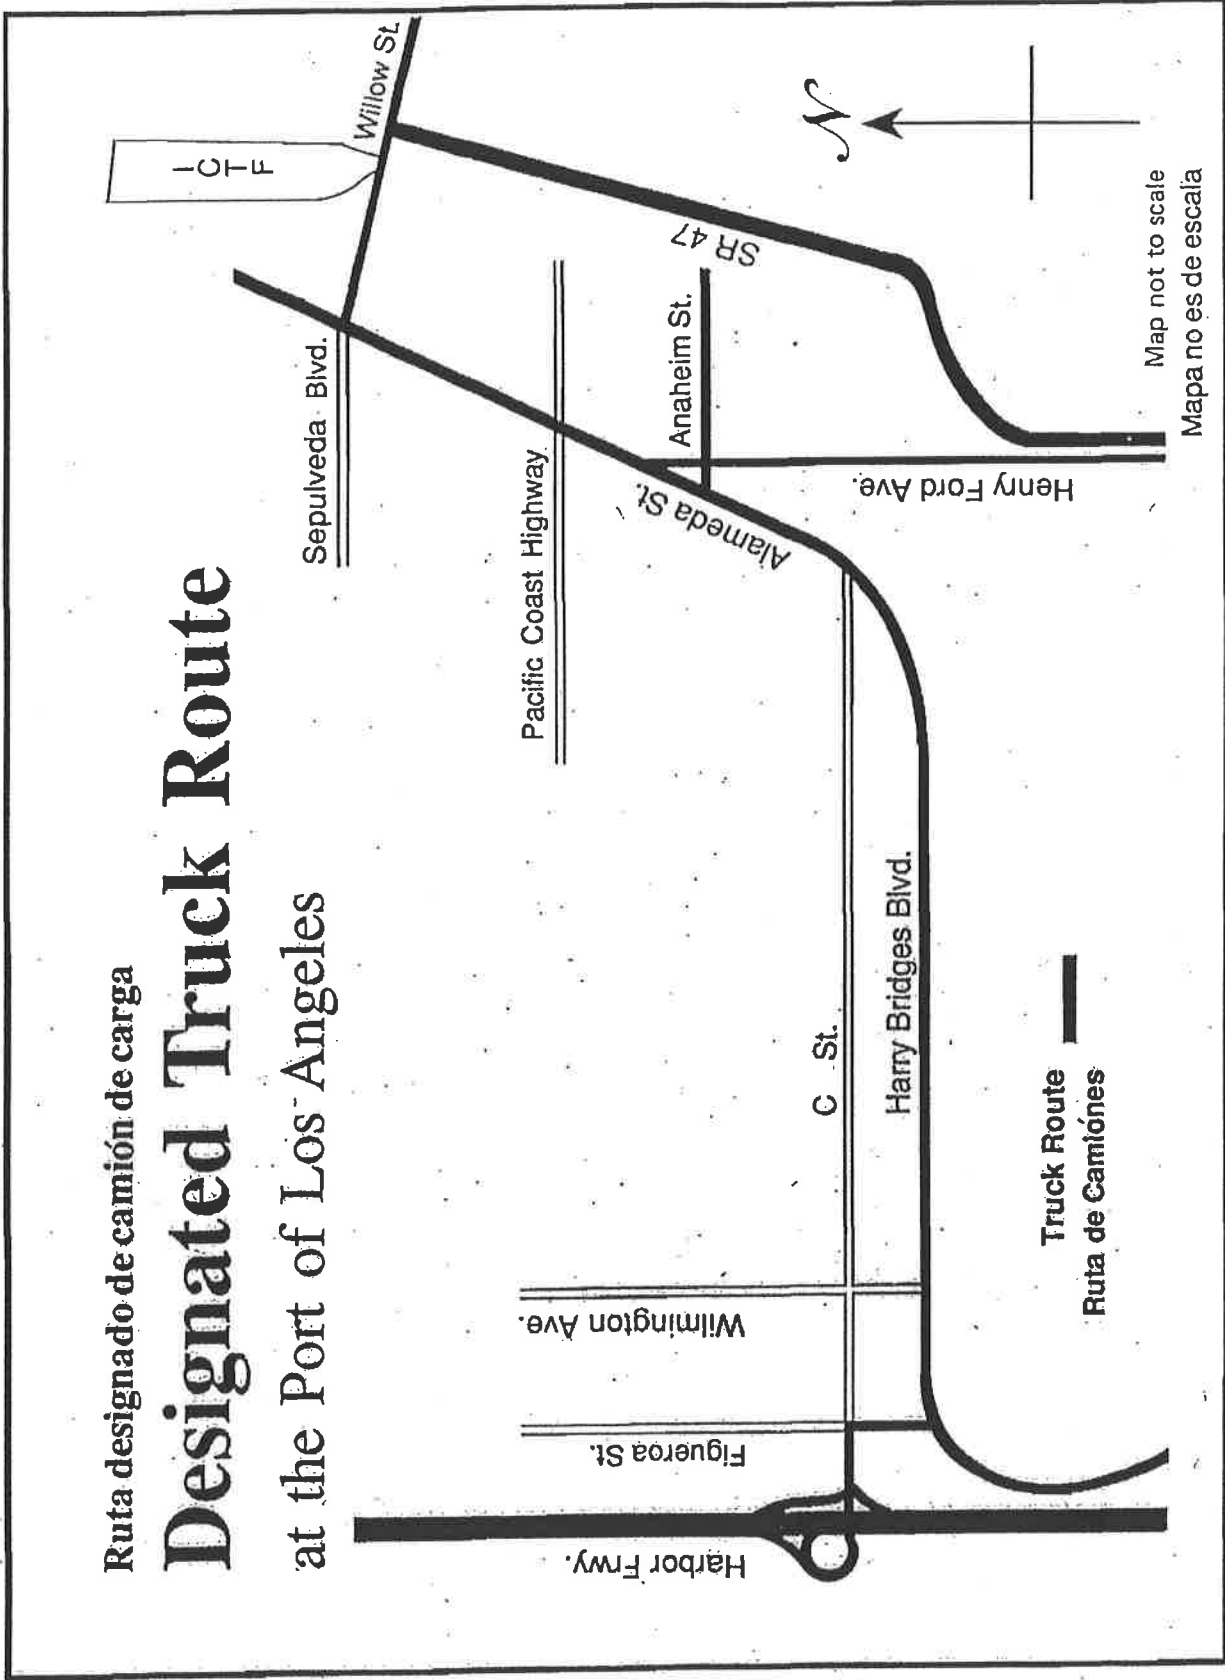 Ruta designado de camión de carga
Designated Truck Route
at the Port of Los Angeles
Sepulveda Blvd.
I
C
T
F
Willow St.
Pacific Coast Highway
Anaheim St.
SR 47
Alameda St.
Henry Ford Ave.
N
Harbor Frwy.
Figueroa St.
Wilmington Ave.
C St.
Harry Bridges Blvd.
Truck Route
Ruta de Camiónes
Map not to scale
Mapa no es de escala